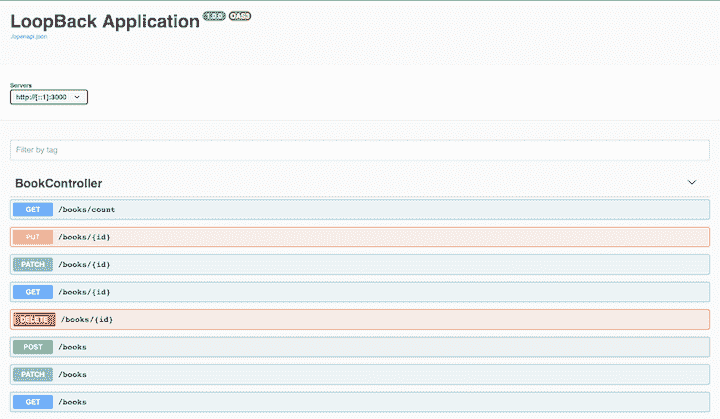 LoopBack Application 1.0.0 OAS3
/openapi.json
Servers
http://[::1]:3000
Filter by tag
BookController
GET /books/count
PUT /books/{id}
PATCH /books/{id}
GET /books/{id}
DELETE /books/{id}
POST /books
PATCH /books
GET /books